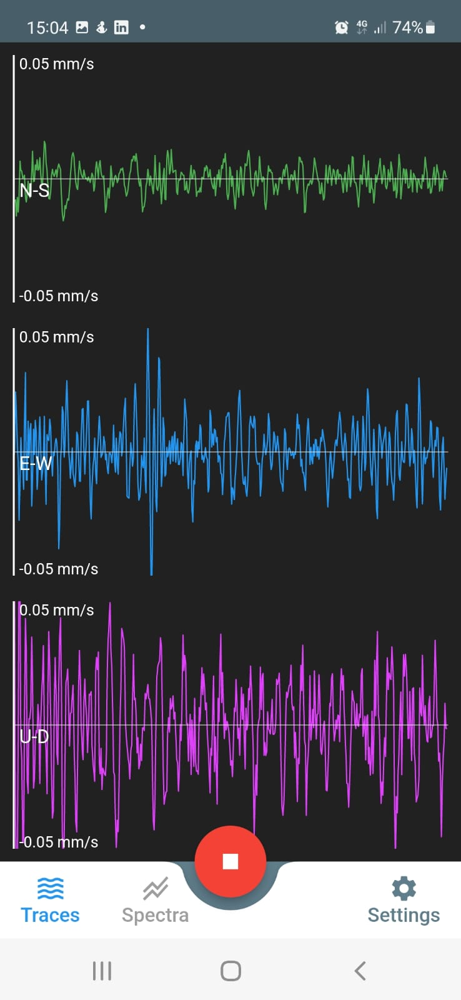 15:04 in 4G 74%
0.05 mm/s
N-S
-0.05 mm/s
0.05 mm/s
E-W
-0.05 mm/s
0.05 mm/s
U-D
-0.05 mm/s
Traces Spectra Settings